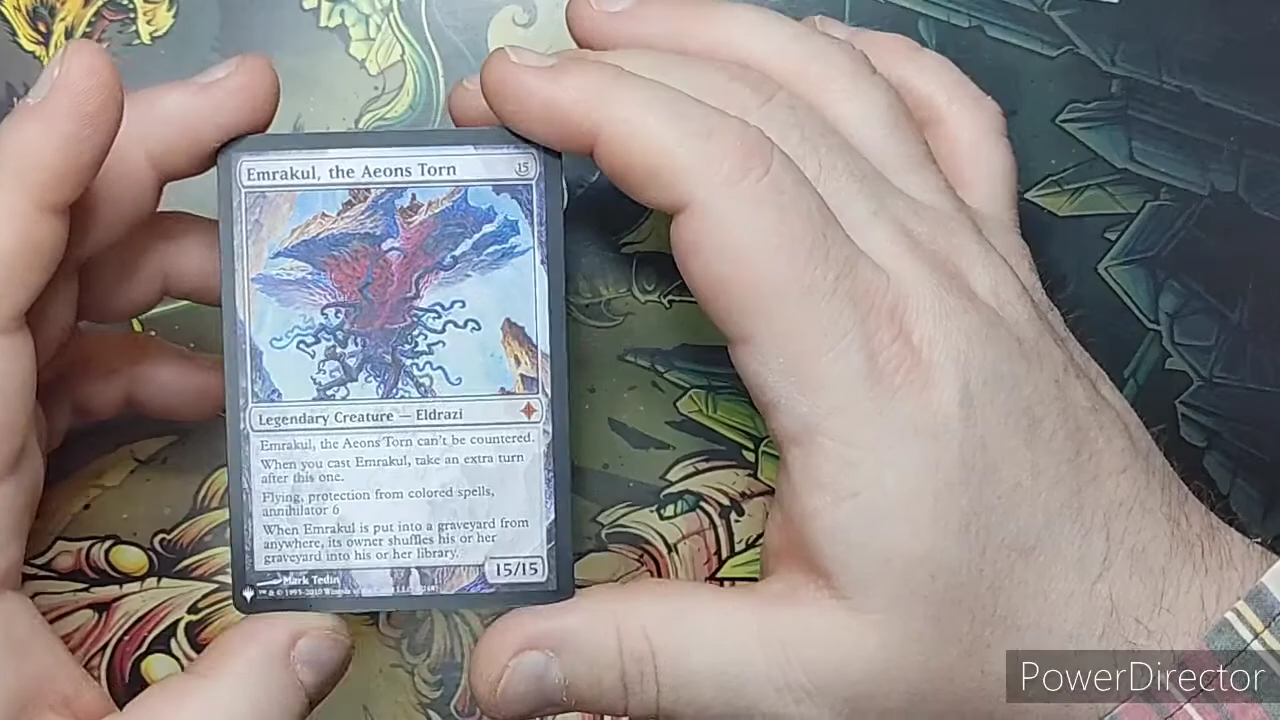 Emrakul, the Aeons Torn 15
Legendary Creature — Eldrazi
Emrakul, the Aeons Torn can't be countered.
When you cast Emrakul, take an extra turn
after this one.
Flying, protection from colored spells,
annihilator 6
When Emrakul is put into a graveyard from
anywhere, its owner shuffles his or her
graveyard into his or her library.
15/15
Mark Tedin
™ & © 1993-2010
PowerDirector